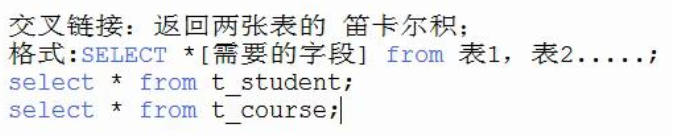 交叉链接：返回两张表的 笛卡尔积；
格式:SELECT *[需要的字段] from 表1，表2.....;
select * from t_student;
select * from t_course;